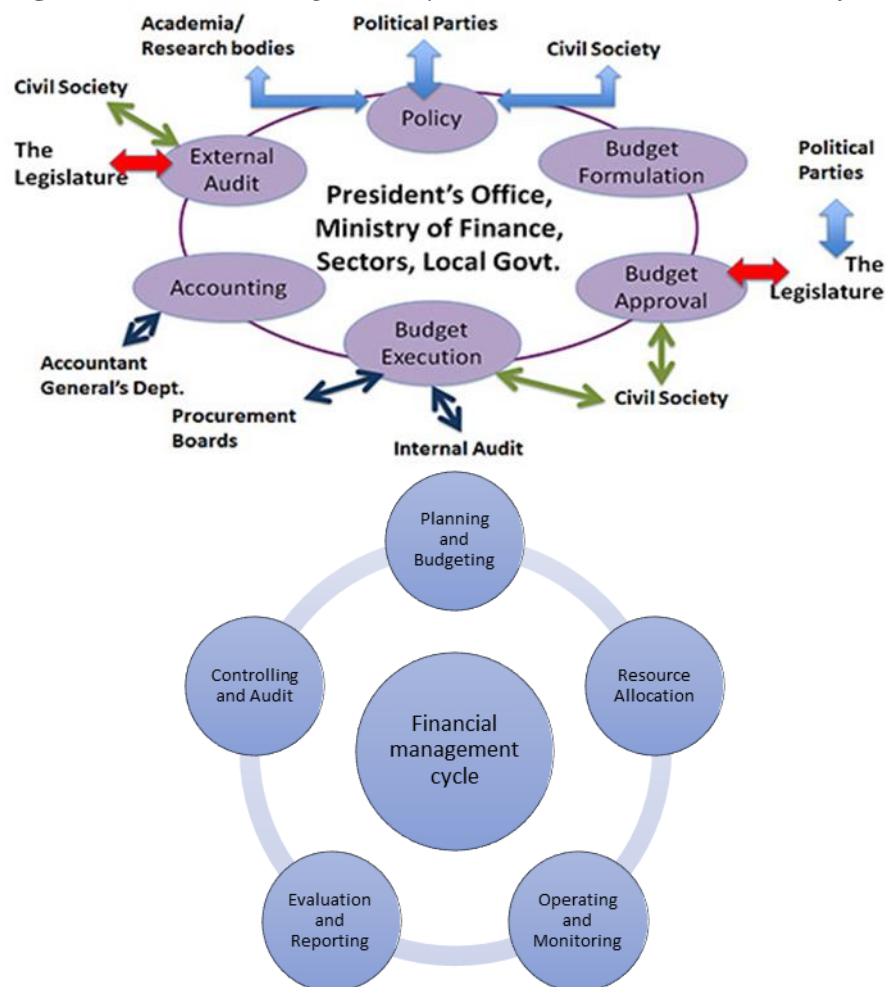 Academia/
Research bodies
Political Parties
Civil Society
Civil Society
Policy
The
Legislature
External
Audit
Budget
Formulation
Political
Parties
President's Office,
Ministry of Finance,
Sectors, Local Govt.
Accounting
Budget
Approval
The
Legislature
Budget
Execution
Accountant
General's Dept.
Procurement
Boards
Civil Society
Internal Audit
Planning
and
Budgeting
Controlling
and Audit
Resource
Allocation
Financial
management
cycle
Evaluation
and
Reporting
Operating
and
Monitoring